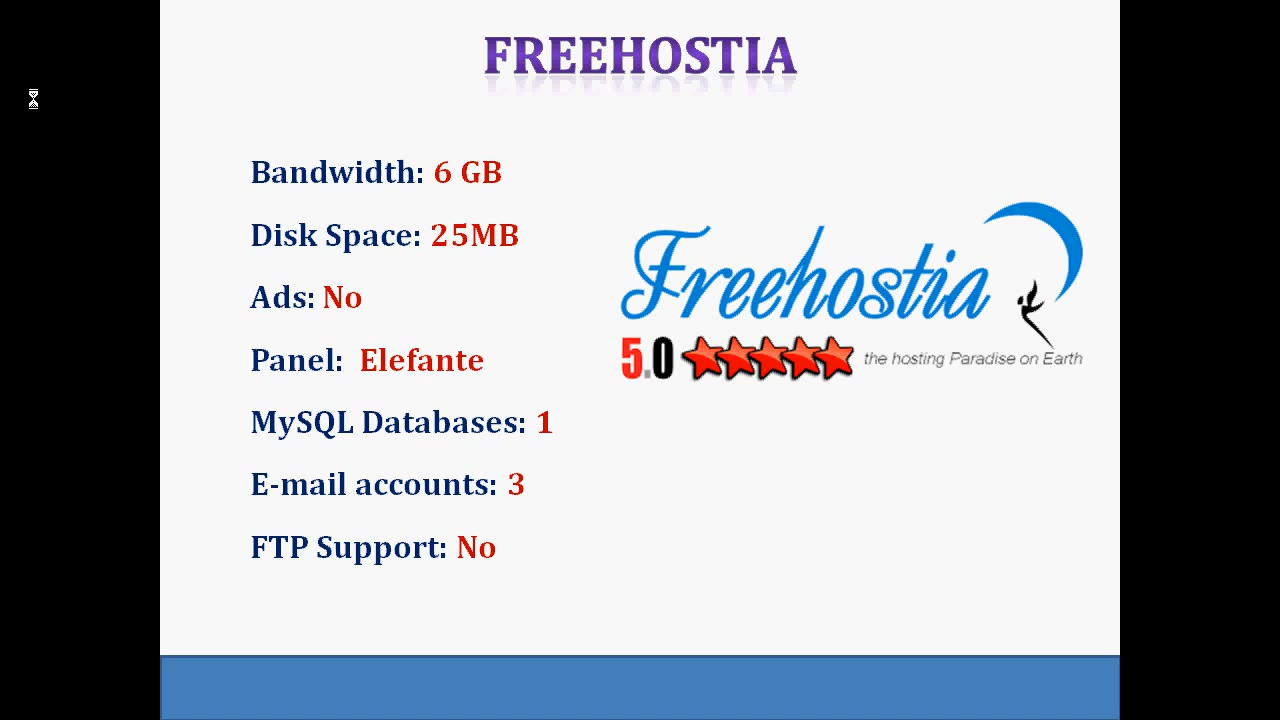 FREEHOSTIA
Bandwidth: 6 GB
Disk Space: 25MB
Ads: No
Panel: Elefante
MySQL Databases: 1
E-mail accounts: 3
FTP Support: No
Freehostia
5.0
the hosting Paradise on Earth